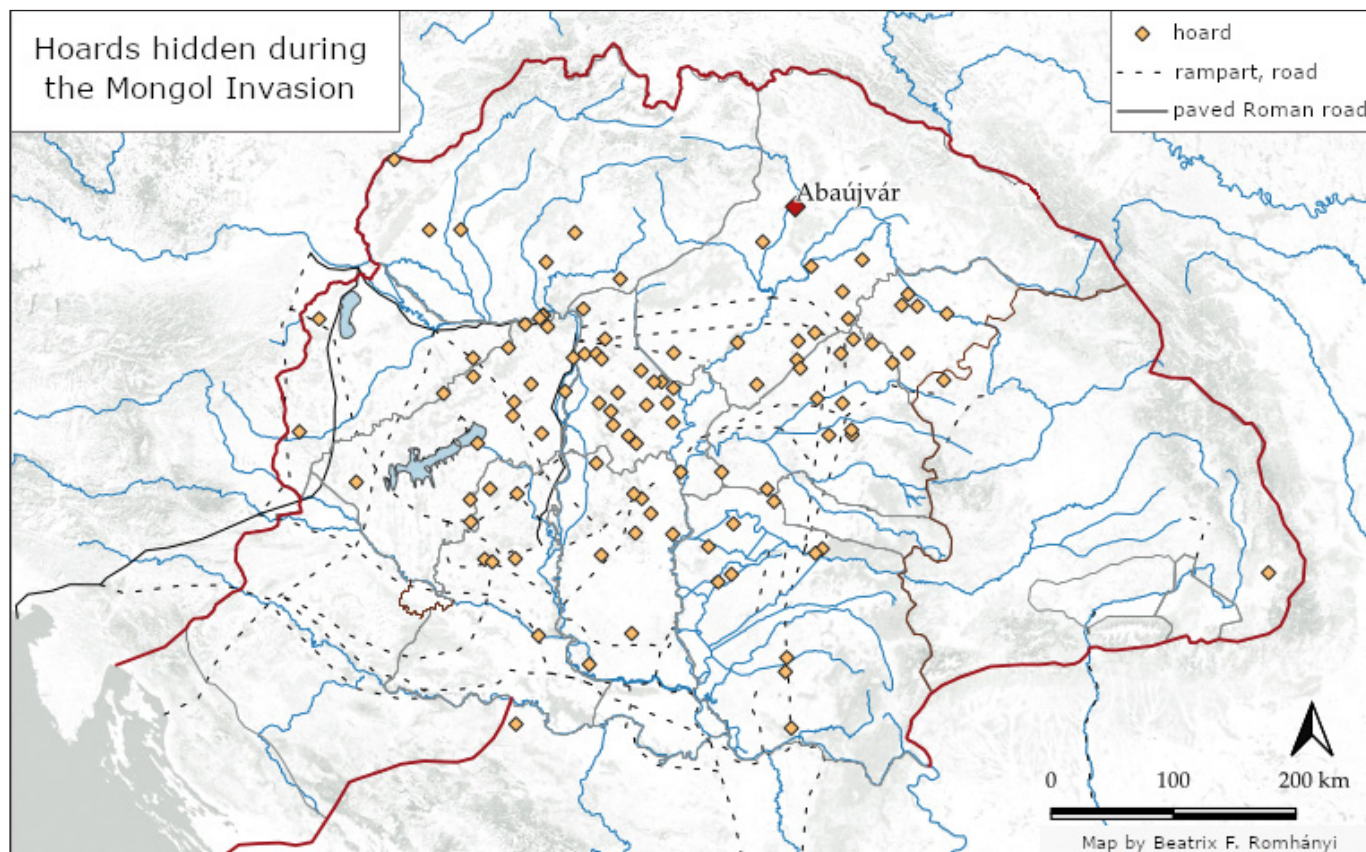 Hoards hidden during
the Mongol Invasion
hoard
rampart, road
paved Roman road
Abaújvár
0 100 200 km
Map by Beatrix F. Romhányi